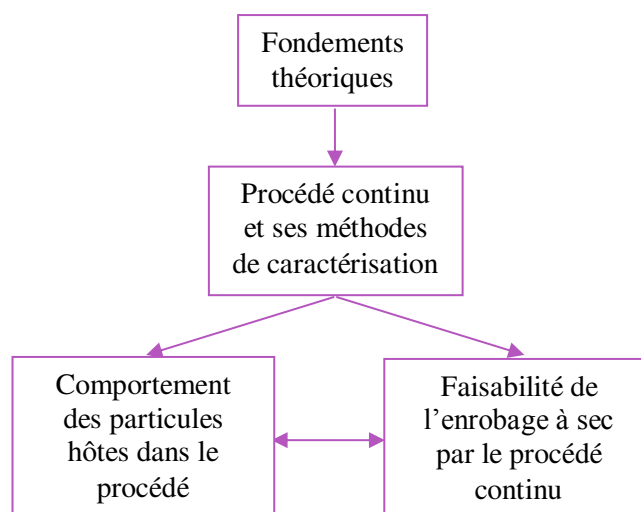 Fondements
théoriques
Procédé continu
et ses méthodes
de caractérisation
Comportement
des particules
hôtes dans le
procédé
Faisabilité de
l’enrobage à sec
par le procédé
continu